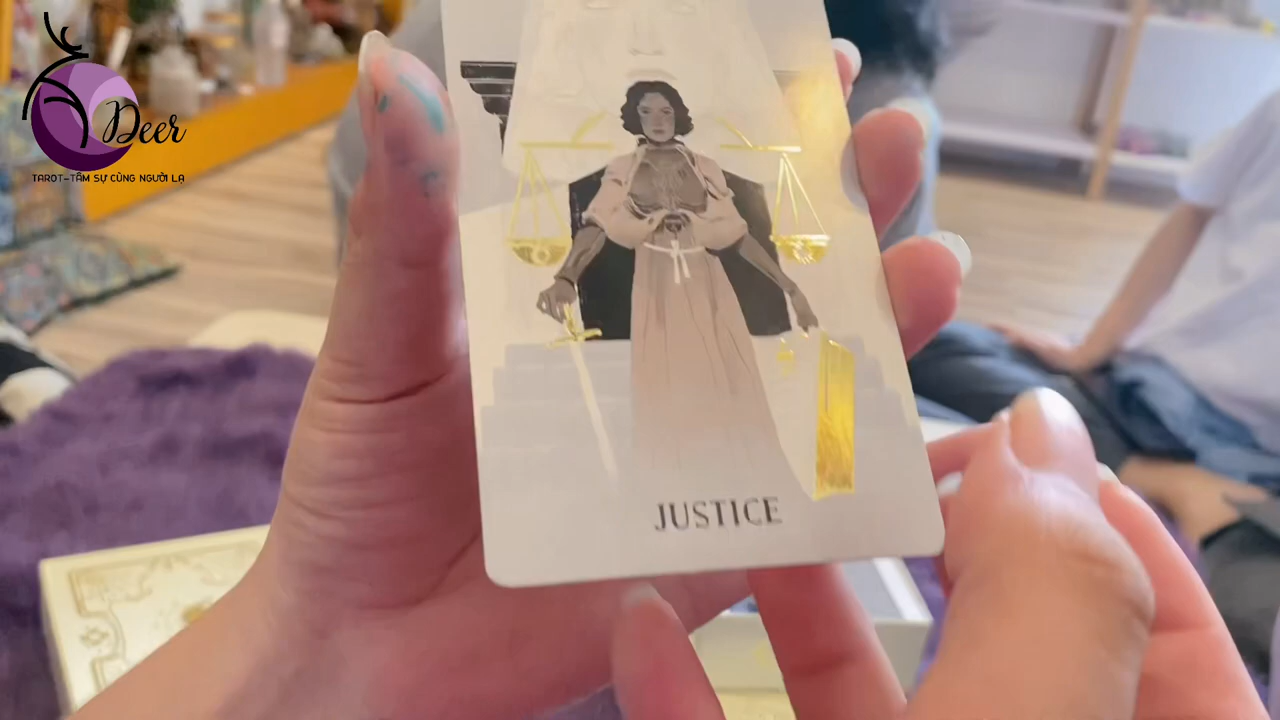 Deer
TAROT-TÂM SỰ CÙNG NGƯỜI LẠ
JUSTICE